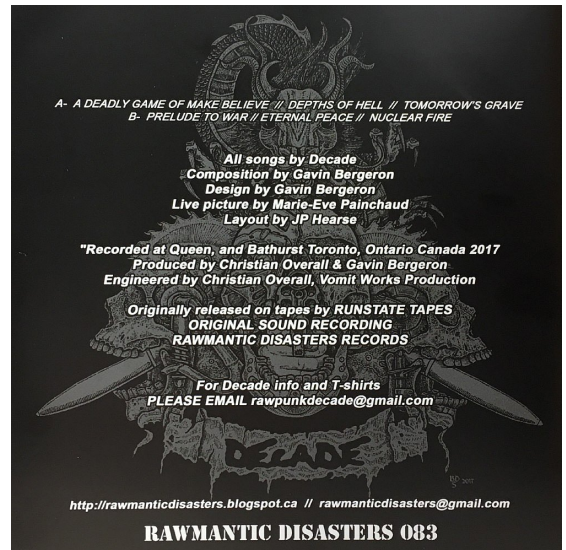 A- A DEADLY GAME OF MAKE BELIEVE // DEPTHS OF HELL // TOMORROW'S GRAVE
B- PRELUDE TO WAR // ETERNAL PEACE // NUCLEAR FIRE
All songs by Decade
Composition by Gavin Bergeron
Design by Gavin Bergeron
Live picture by Marie-Eve Painchaud
Layout by JP Hearse
"Recorded at Queen, and Bathurst Toronto, Ontario Canada 2017
Produced by Christian Overall & Gavin Bergeron
Engineered by Christian Overall, Vomit Works Production
Originally released on tapes by RUNSTATE TAPES
ORIGINAL SOUND RECORDING
RAWMANTIC DISASTERS RECORDS
For Decade info and T-shirts
PLEASE EMAIL rawpunkdecade@gmail.com
DECADE
2017
http://rawmanticdisasters.blogspot.ca // rawmanticdisasters@gmail.com
RAWMANTIC DISASTERS 083